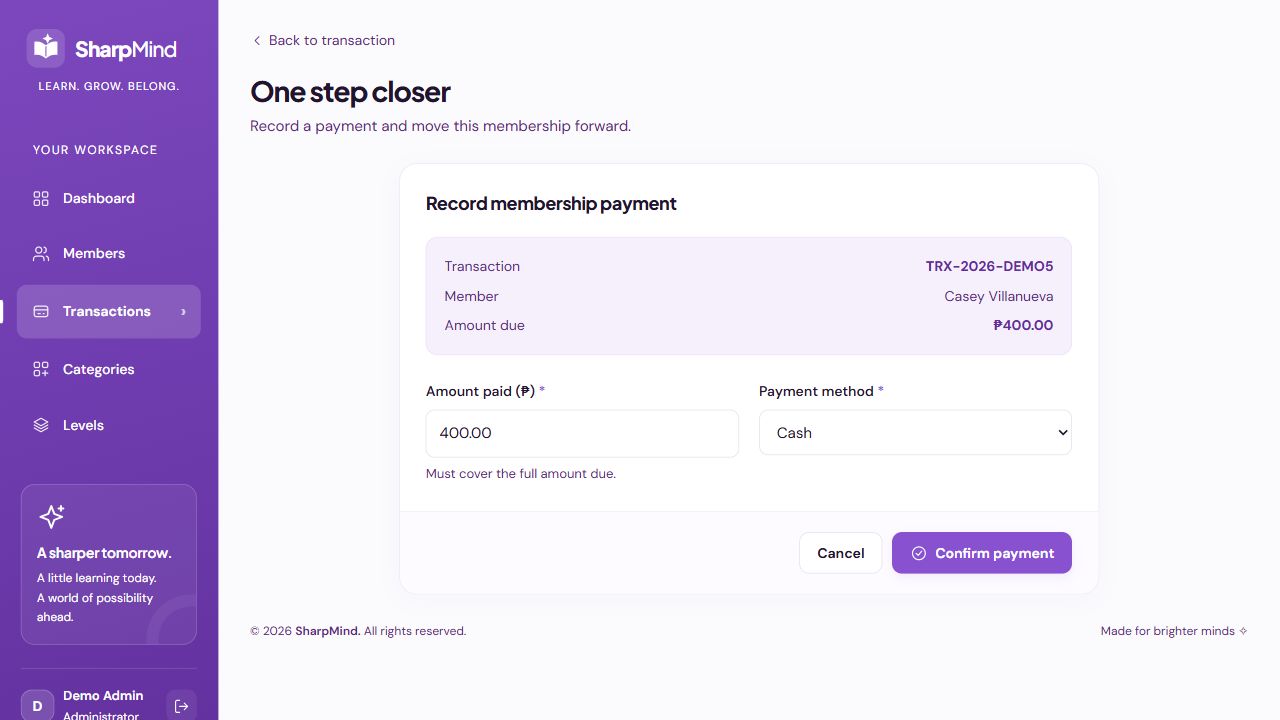 SharpMind
LEARN. GROW. BELONG.
YOUR WORKSPACE
Dashboard
Members
Transactions
Categories
Levels
A sharper tomorrow.
A little learning today.
A world of possibility
ahead.
D
Demo Admin
Administrator
Back to transaction
One step closer
Record a payment and move this membership forward.
Record membership payment
Transaction TRX-2026-DEMO5
Member Casey Villanueva
Amount due ₱400.00
Amount paid (₱) * Payment method *
400.00 Cash
Must cover the full amount due.
Cancel Confirm payment
© 2026 SharpMind. All rights reserved. Made for brighter minds ✧